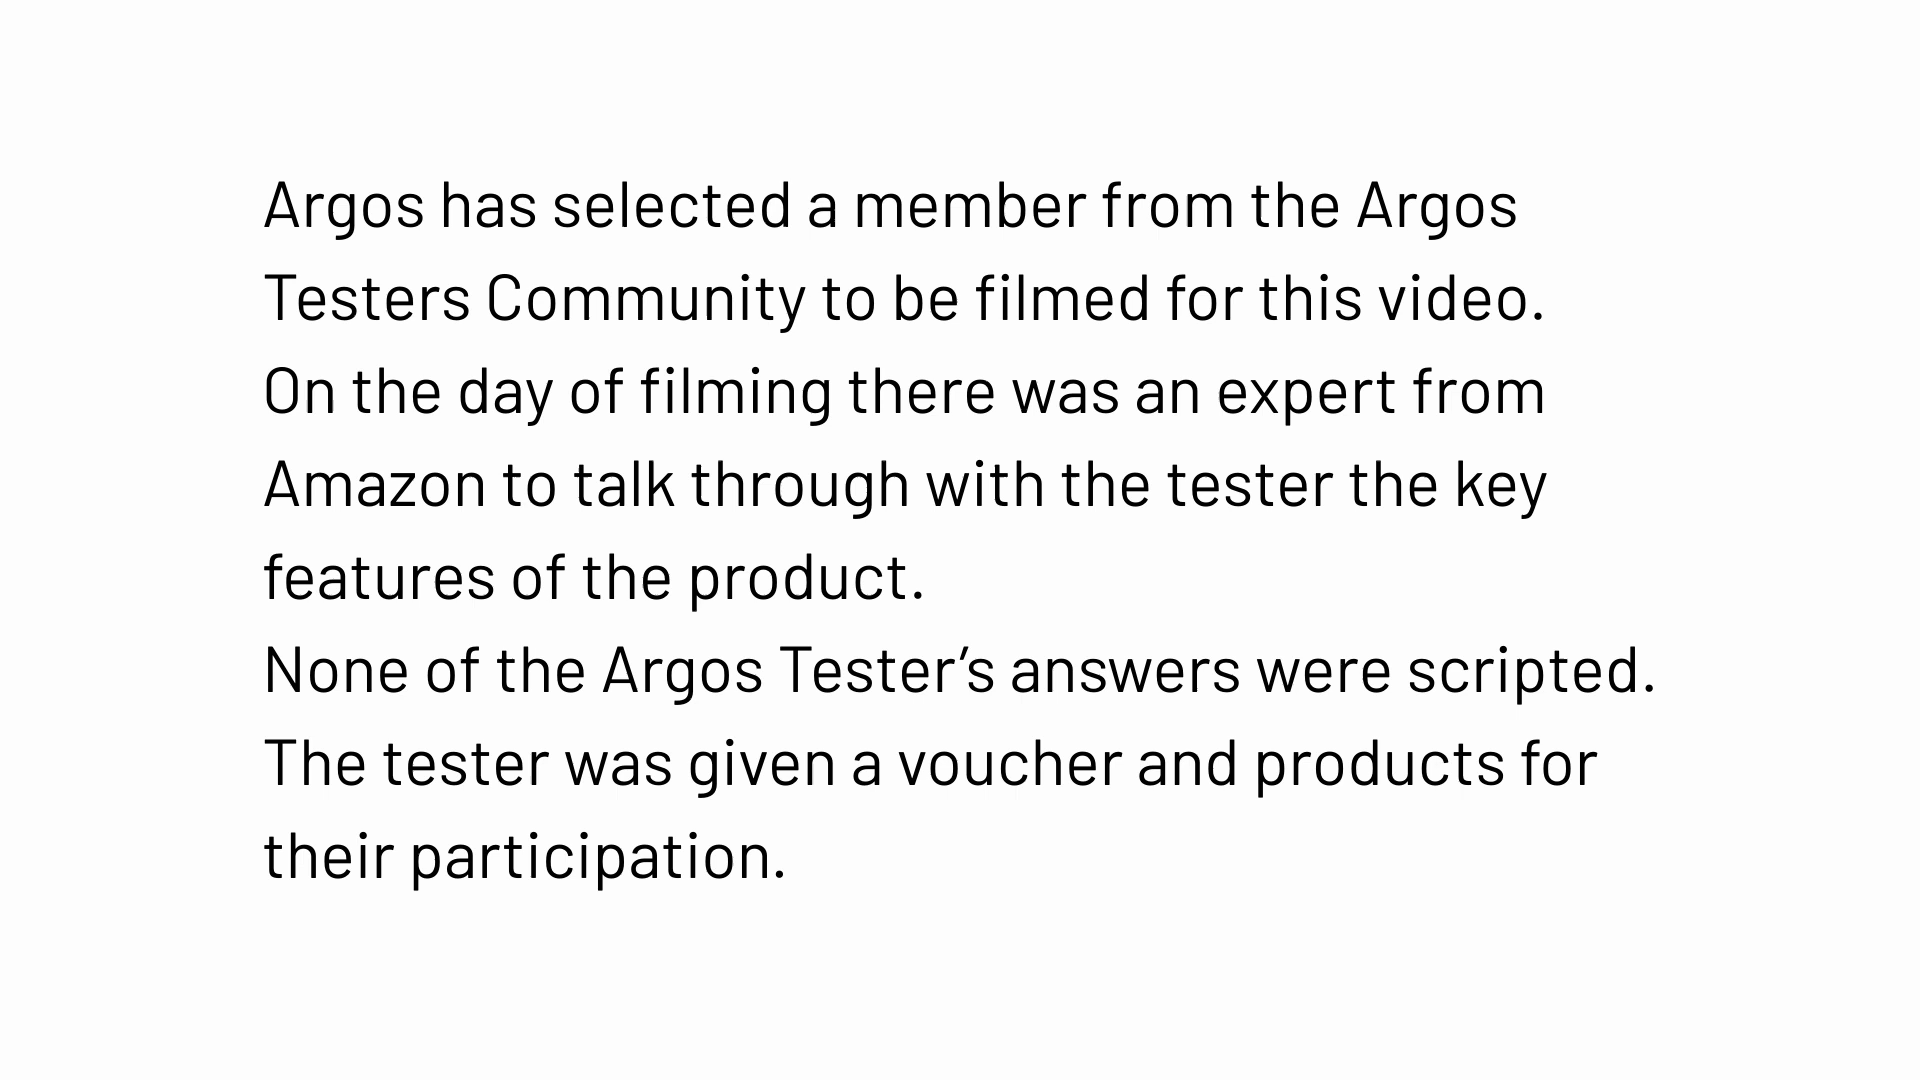 Argos has selected a member from the Argos
Testers Community to be filmed for this video.
On the day of filming there was an expert from
Amazon to talk through with the tester the key
features of the product.
None of the Argos Tester’s answers were scripted.
The tester was given a voucher and products for
their participation.